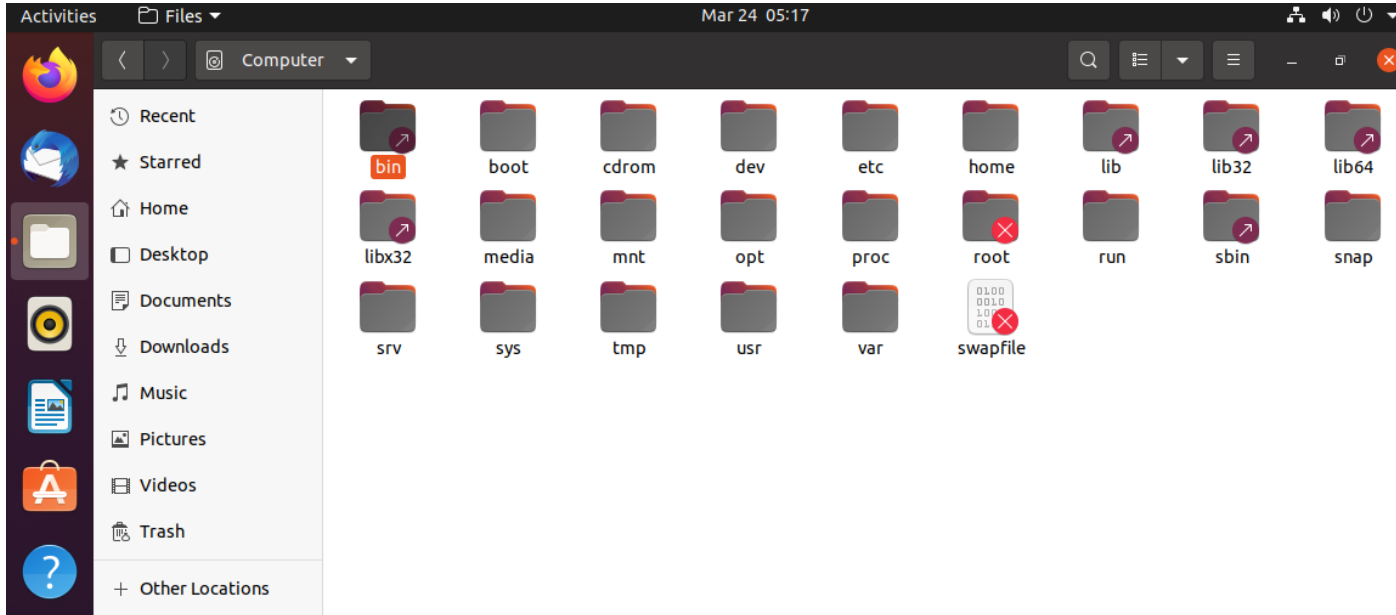 Activities Files Mar 24 05:17
Computer
Recent
Starred
Home
Desktop
Documents
Downloads
Music
Pictures
Videos
Trash
Other Locations
bin boot cdrom dev etc home lib lib32 lib64
libx32 media mnt opt proc root run sbin snap
srv sys tmp usr var swapfile